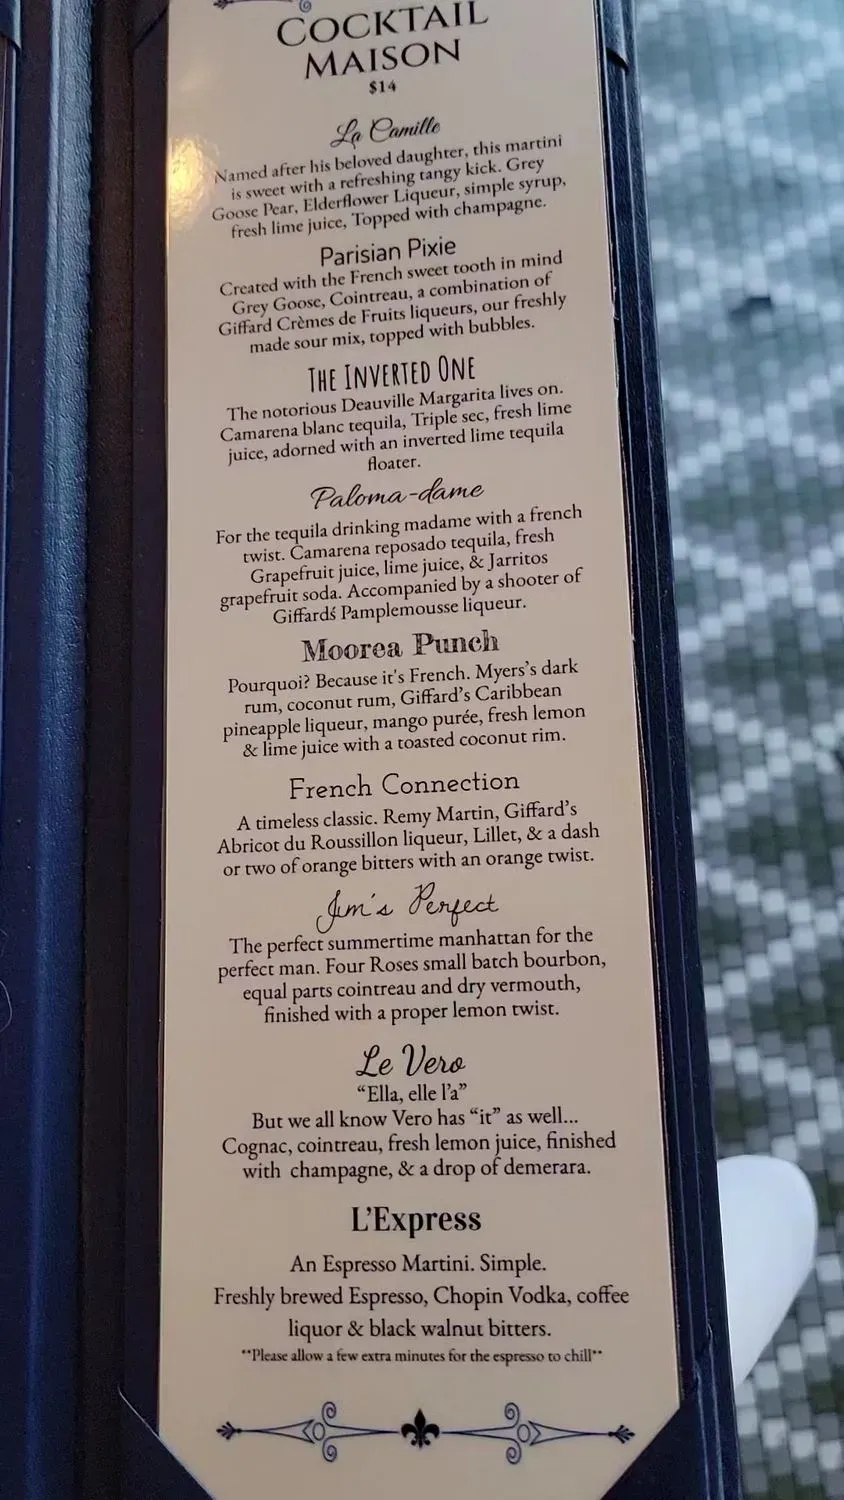 COCKTAIL
MAISON
$14
La Camille
Named after his beloved daughter, this martini
is sweet with a refreshing tangy kick. Grey
Goose Pear, Elderflower Liqueur, simple syrup,
fresh lime juice, Topped with champagne.
Parisian Pixie
Created with the French sweet tooth in mind
Grey Goose, Cointreau, a combination of
Giffard Crèmes de Fruits liqueurs, our freshly
made sour mix, topped with bubbles.
THE INVERTED ONE
The notorious Deauville Margarita lives on.
Camarena blanc tequila, Triple sec, fresh lime
juice, adorned with an inverted lime tequila
floater.
Paloma-dame
For the tequila drinking madame with a french
twist. Camarena reposado tequila, fresh
Grapefruit juice, lime juice, & Jarritos
grapefruit soda. Accompanied by a shooter of
Giffardś Pamplemousse liqueur.
Moorea Punch
Pourquoi? Because it's French. Myers's dark
rum, coconut rum, Giffard's Caribbean
pineapple liqueur, mango purée, fresh lemon
& lime juice with a toasted coconut rim.
French Connection
A timeless classic. Remy Martin, Giffard's
Abricot du Roussillon liqueur, Lillet, & a dash
or two of orange bitters with an orange twist.
Jim's Perfect
The perfect summertime manhattan for the
perfect man. Four Roses small batch bourbon,
equal parts cointreau and dry vermouth,
finished with a proper lemon twist.
Le Vero
“Ella, elle l'a”
But we all know Vero has “it” as well...
Cognac, cointreau, fresh lemon juice, finished
with champagne, & a drop of demerara.
L'Express
An Espresso Martini. Simple.
Freshly brewed Espresso, Chopin Vodka, coffee
liquor & black walnut bitters.
**Please allow a few extra minutes for the espresso to chill**